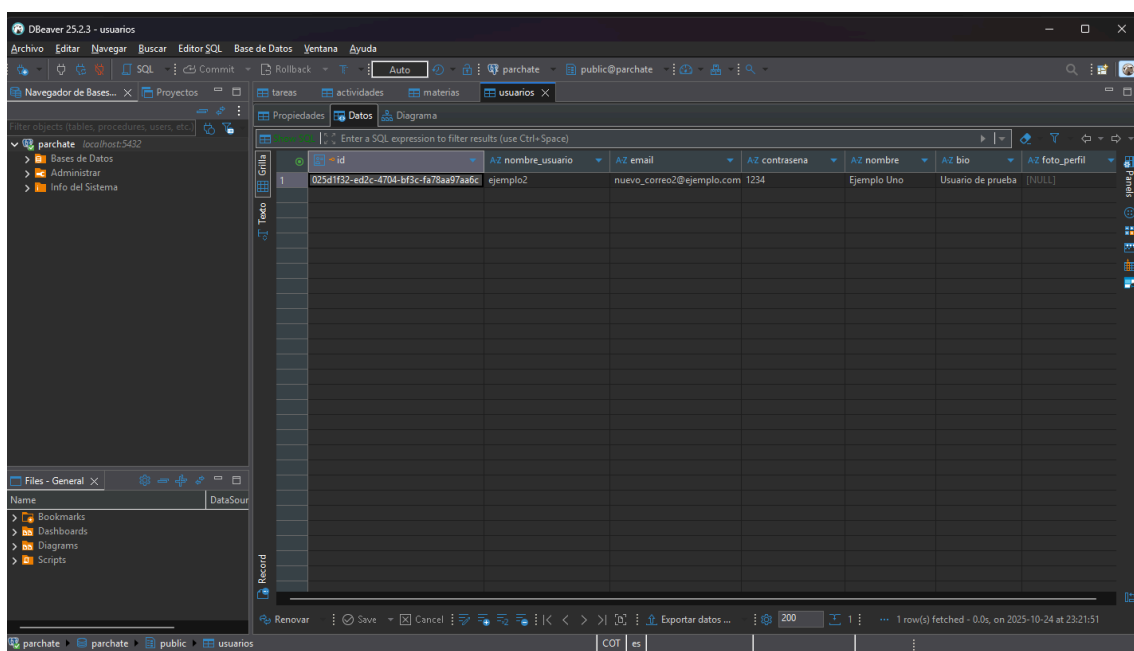 DBeaver 25.2.3 - usuarios
Archivo Editar Navegar Buscar Editor SQL Base de Datos Ventana Ayuda
SQL Commit Rollback Auto parchate public@parchate
Navegador de Bases... Proyectos tareas actividades materias usuarios
Propiedades Datos Diagrama
Filter objects (tables, procedures, users, etc.)
Enter a SQL expression to filter results (use Ctrl+Space)
parchate localhost:5432
Bases de Datos
Administrar
Info del Sistema
Grilla
Texto
Record
id A-Z nombre_usuario A-Z email A-Z contrasena A-Z nombre A-Z bio A-Z foto_perfil
1 025d1f32-ed2c-4704-bf3c-fa78aa97aa6c ejemplo2 nuevo_correo2@ejemplo.com 1234 Ejemplo Uno Usuario de prueba [NULL]
Panels
Files - General
Name DataSour
Bookmarks
Dashboards
Diagrams
Scripts
Renovar Save Cancel Exportar datos ... 200 1 ... 1 row(s) fetched - 0.0s, on 2025-10-24 at 23:21:51
parchate parchate public usuarios COT es